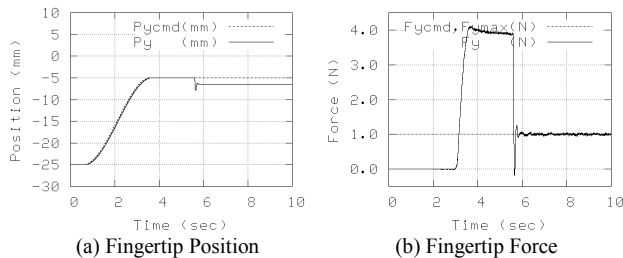 10
5
0
-5
-10
-15
-20
-25
-30
Position (mm)
Pycmd(mm)
Py (mm)
0 2 4 6 8 10
Time (sec)
(a) Fingertip Position
4.0
3.0
2.0
1.0
0.0
Force (N)
Fycmd,Fymax(N)
Fy (N)
0 2 4 6 8 10
Time (sec)
(b) Fingertip Force